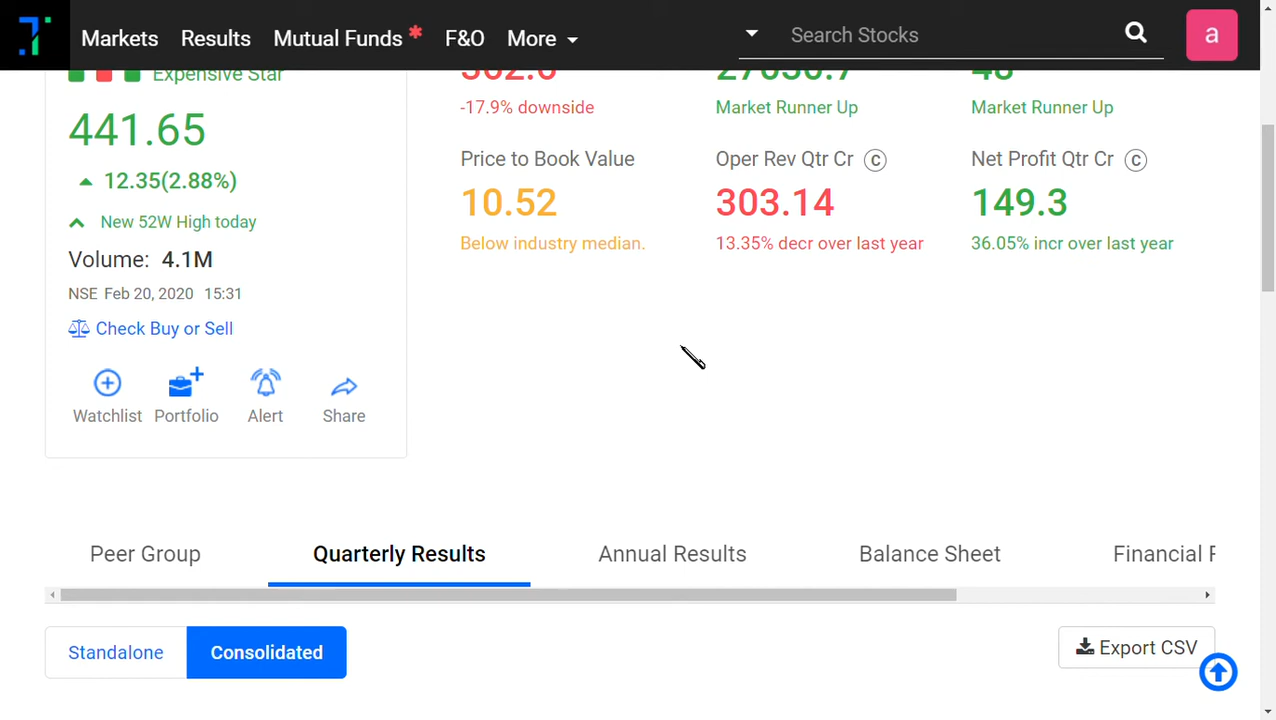 Markets Results Mutual Funds * F&O More Search Stocks a
Expensive Star
441.65
12.35(2.88%)
New 52W High today
Volume: 4.1M
NSE Feb 20, 2020 15:31
Check Buy or Sell
Watchlist Portfolio Alert Share
-17.9% downside
Market Runner Up
Market Runner Up
Price to Book Value
10.52
Below industry median.
Oper Rev Qtr Cr C
303.14
13.35% decr over last year
Net Profit Qtr Cr C
149.3
36.05% incr over last year
Peer Group Quarterly Results Annual Results Balance Sheet Financial
Standalone Consolidated Export CSV